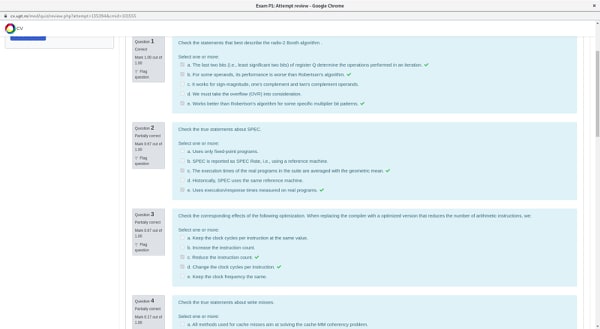 Exam P1: Attempt review - Google Chrome
CV
Question 1
Correct
Mark 1.00 out of
1.00
Flag
question
Check the statements that best describe the radix-2 Booth algorithm .
Select one or more:
a. The last two bits (i.e., least significant two bits) of register Q determine the operations performed in an iteration.
b. For some operands, its performance is worse than Robertson's algorithm.
c. It works for sign-magnitude, one's complement and two's complement operands.
d. We must take the overflow (OVR) into consideration.
e. Works better than Robertson's algorithm for some specific multiplier bit patterns.
Question 2
Partially correct
Mark 0.67 out of
1.00
Flag
question
Check the true statements about SPEC.
Select one or more:
a. Uses only fixed-point programs.
b. SPEC is reported as SPEC Rate, i.e., using a reference machine.
c. The execution times of the real programs in the suite are averaged with the geometric mean.
d. Historically, SPEC uses the same reference machine.
e. Uses execution/response times measured on real programs.
Question 3
Partially correct
Mark 0.67 out of
1.00
Flag
question
Check the corresponding effects of the following optimization. When replacing the compiler with a optimized version that reduces the number of arithmetic instructions, we:
Select one or more:
a. Keep the clock cycles per instruction at the same value.
b. Increase the instruction count.
c. Reduce the instruction count.
d. Change the clock cycles per instruction.
e. Keep the clock frequency the same.
Question 4
Partially correct
Mark 0.17 out of
1.00
Check the true statements about write misses.
Select one or more:
a. All methods used for cache misses aim at solving the cache-MM coherency problem.